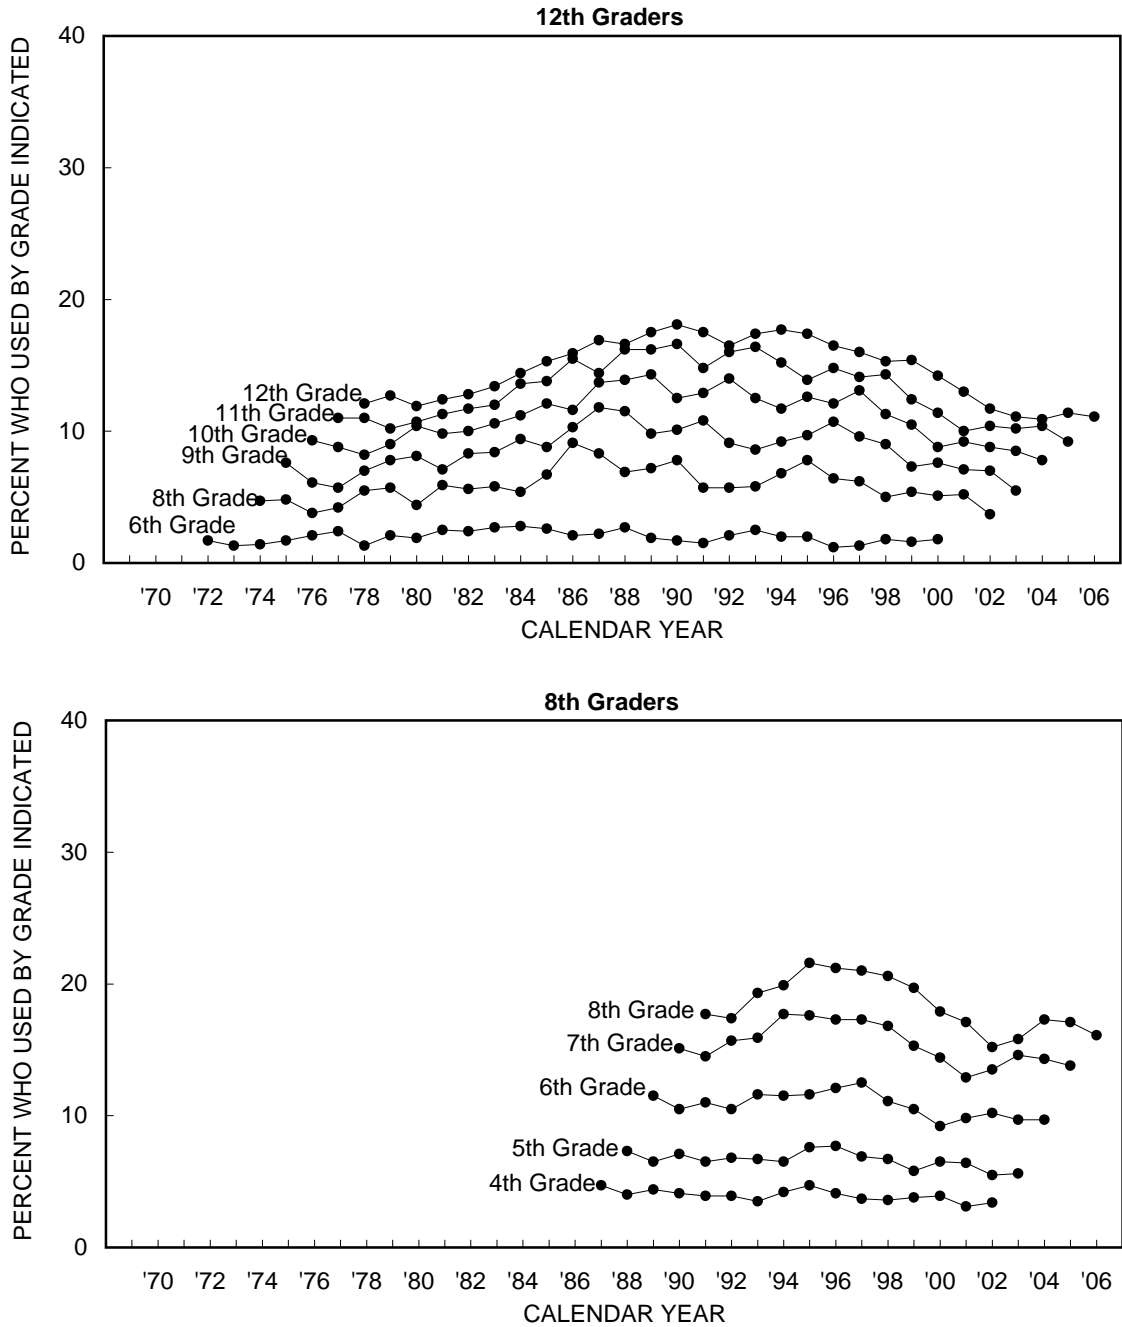 12th Graders
PERCENT WHO USED BY GRADE INDICATED
40
30
20
10
0
12th Grade
11th Grade
10th Grade
9th Grade
8th Grade
6th Grade
'70 '72 '74 '76 '78 '80 '82 '84 '86 '88 '90 '92 '94 '96 '98 '00 '02 '04 '06
CALENDAR YEAR
8th Graders
PERCENT WHO USED BY GRADE INDICATED
40
30
20
10
0
8th Grade
7th Grade
6th Grade
5th Grade
4th Grade
'70 '72 '74 '76 '78 '80 '82 '84 '86 '88 '90 '92 '94 '96 '98 '00 '02 '04 '06
CALENDAR YEAR